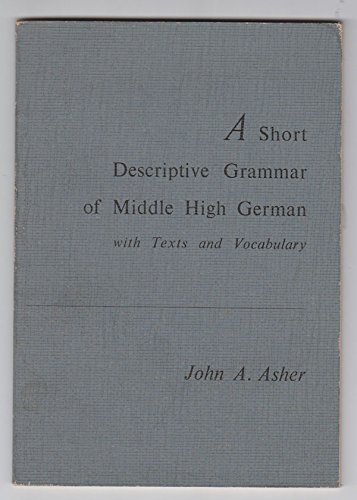 A Short
Descriptive Grammar
of Middle High German
with Texts and Vocabulary
John A. Asher